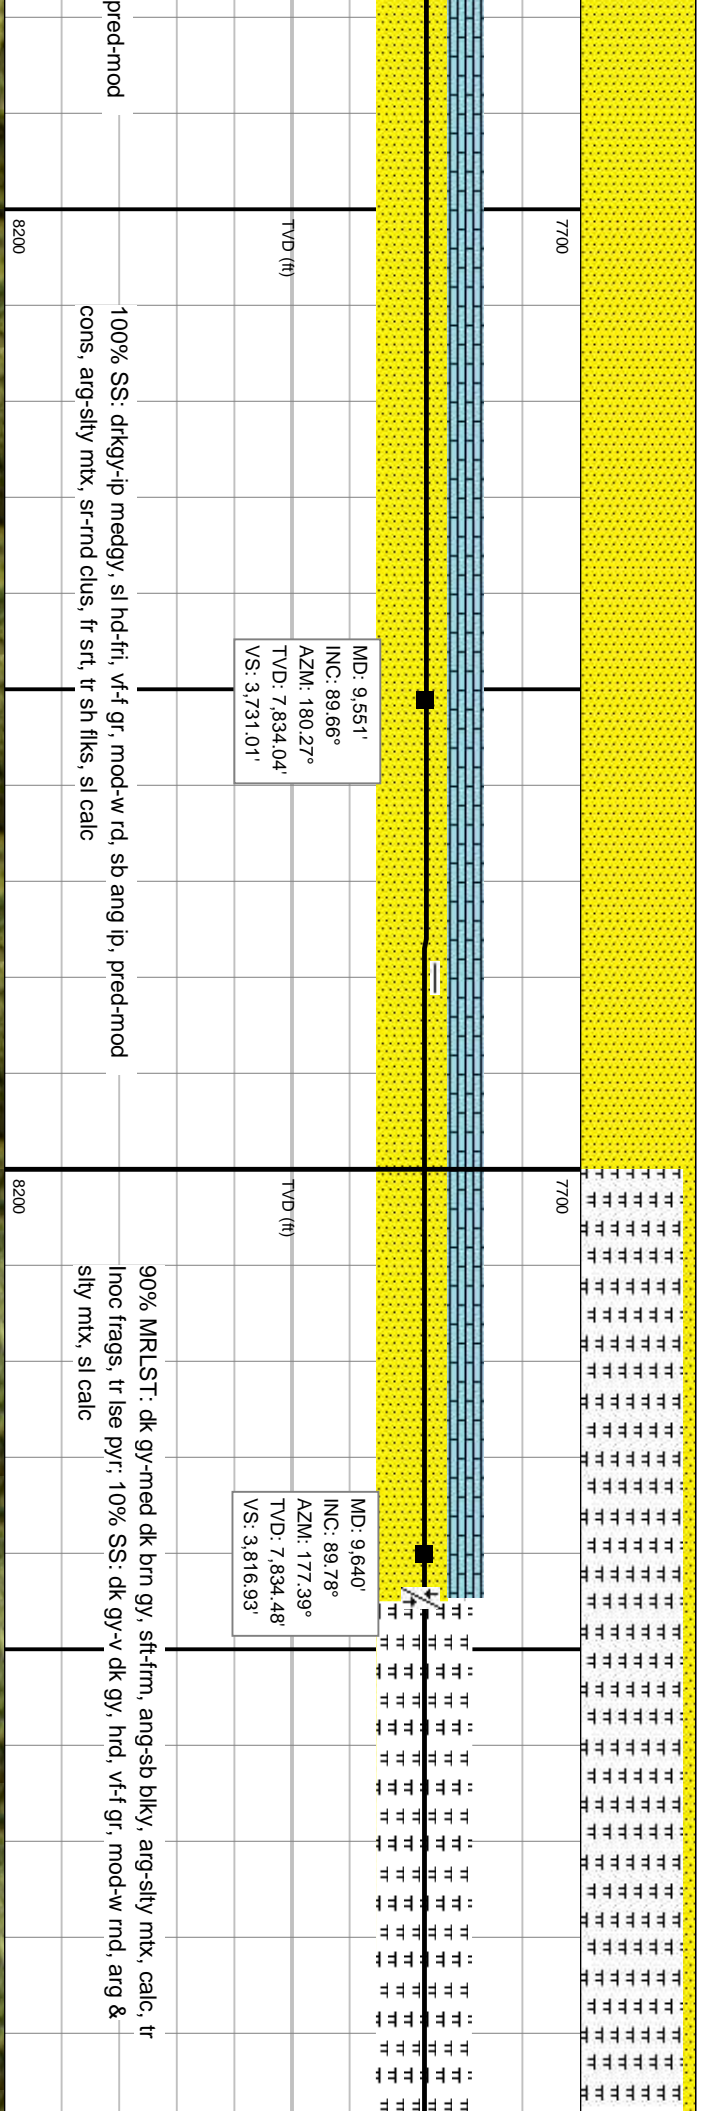 pred-mod
8200
TVD (ft)
7700
100% SS: drkgy-ip medgy, sl hd-fri, vf-f gr, mod-w rd, sb ang ip, pred-mod
cons, arg-slty mtx, sr-rnd clus, fr srt, tr sh flks, sl calc
MD: 9,551'
INC: 89.66°
AZM: 180.27°
TVD: 7,834.04'
VS: 3,731.01'
8200
TVD (ft)
7700
90% MRLST: dk gy-med dk brn gy, sft-frm, ang-sb blky, arg-slty mtx, calc, tr
Inoc frags, tr lse pyr; 10% SS: dk gy-v dk gy, hrd, vf-f gr, mod-w rnd, arg &
slty mtx, sl calc
MD: 9,640'
INC: 89.78°
AZM: 177.39°
TVD: 7,834.48'
VS: 3,816.93'